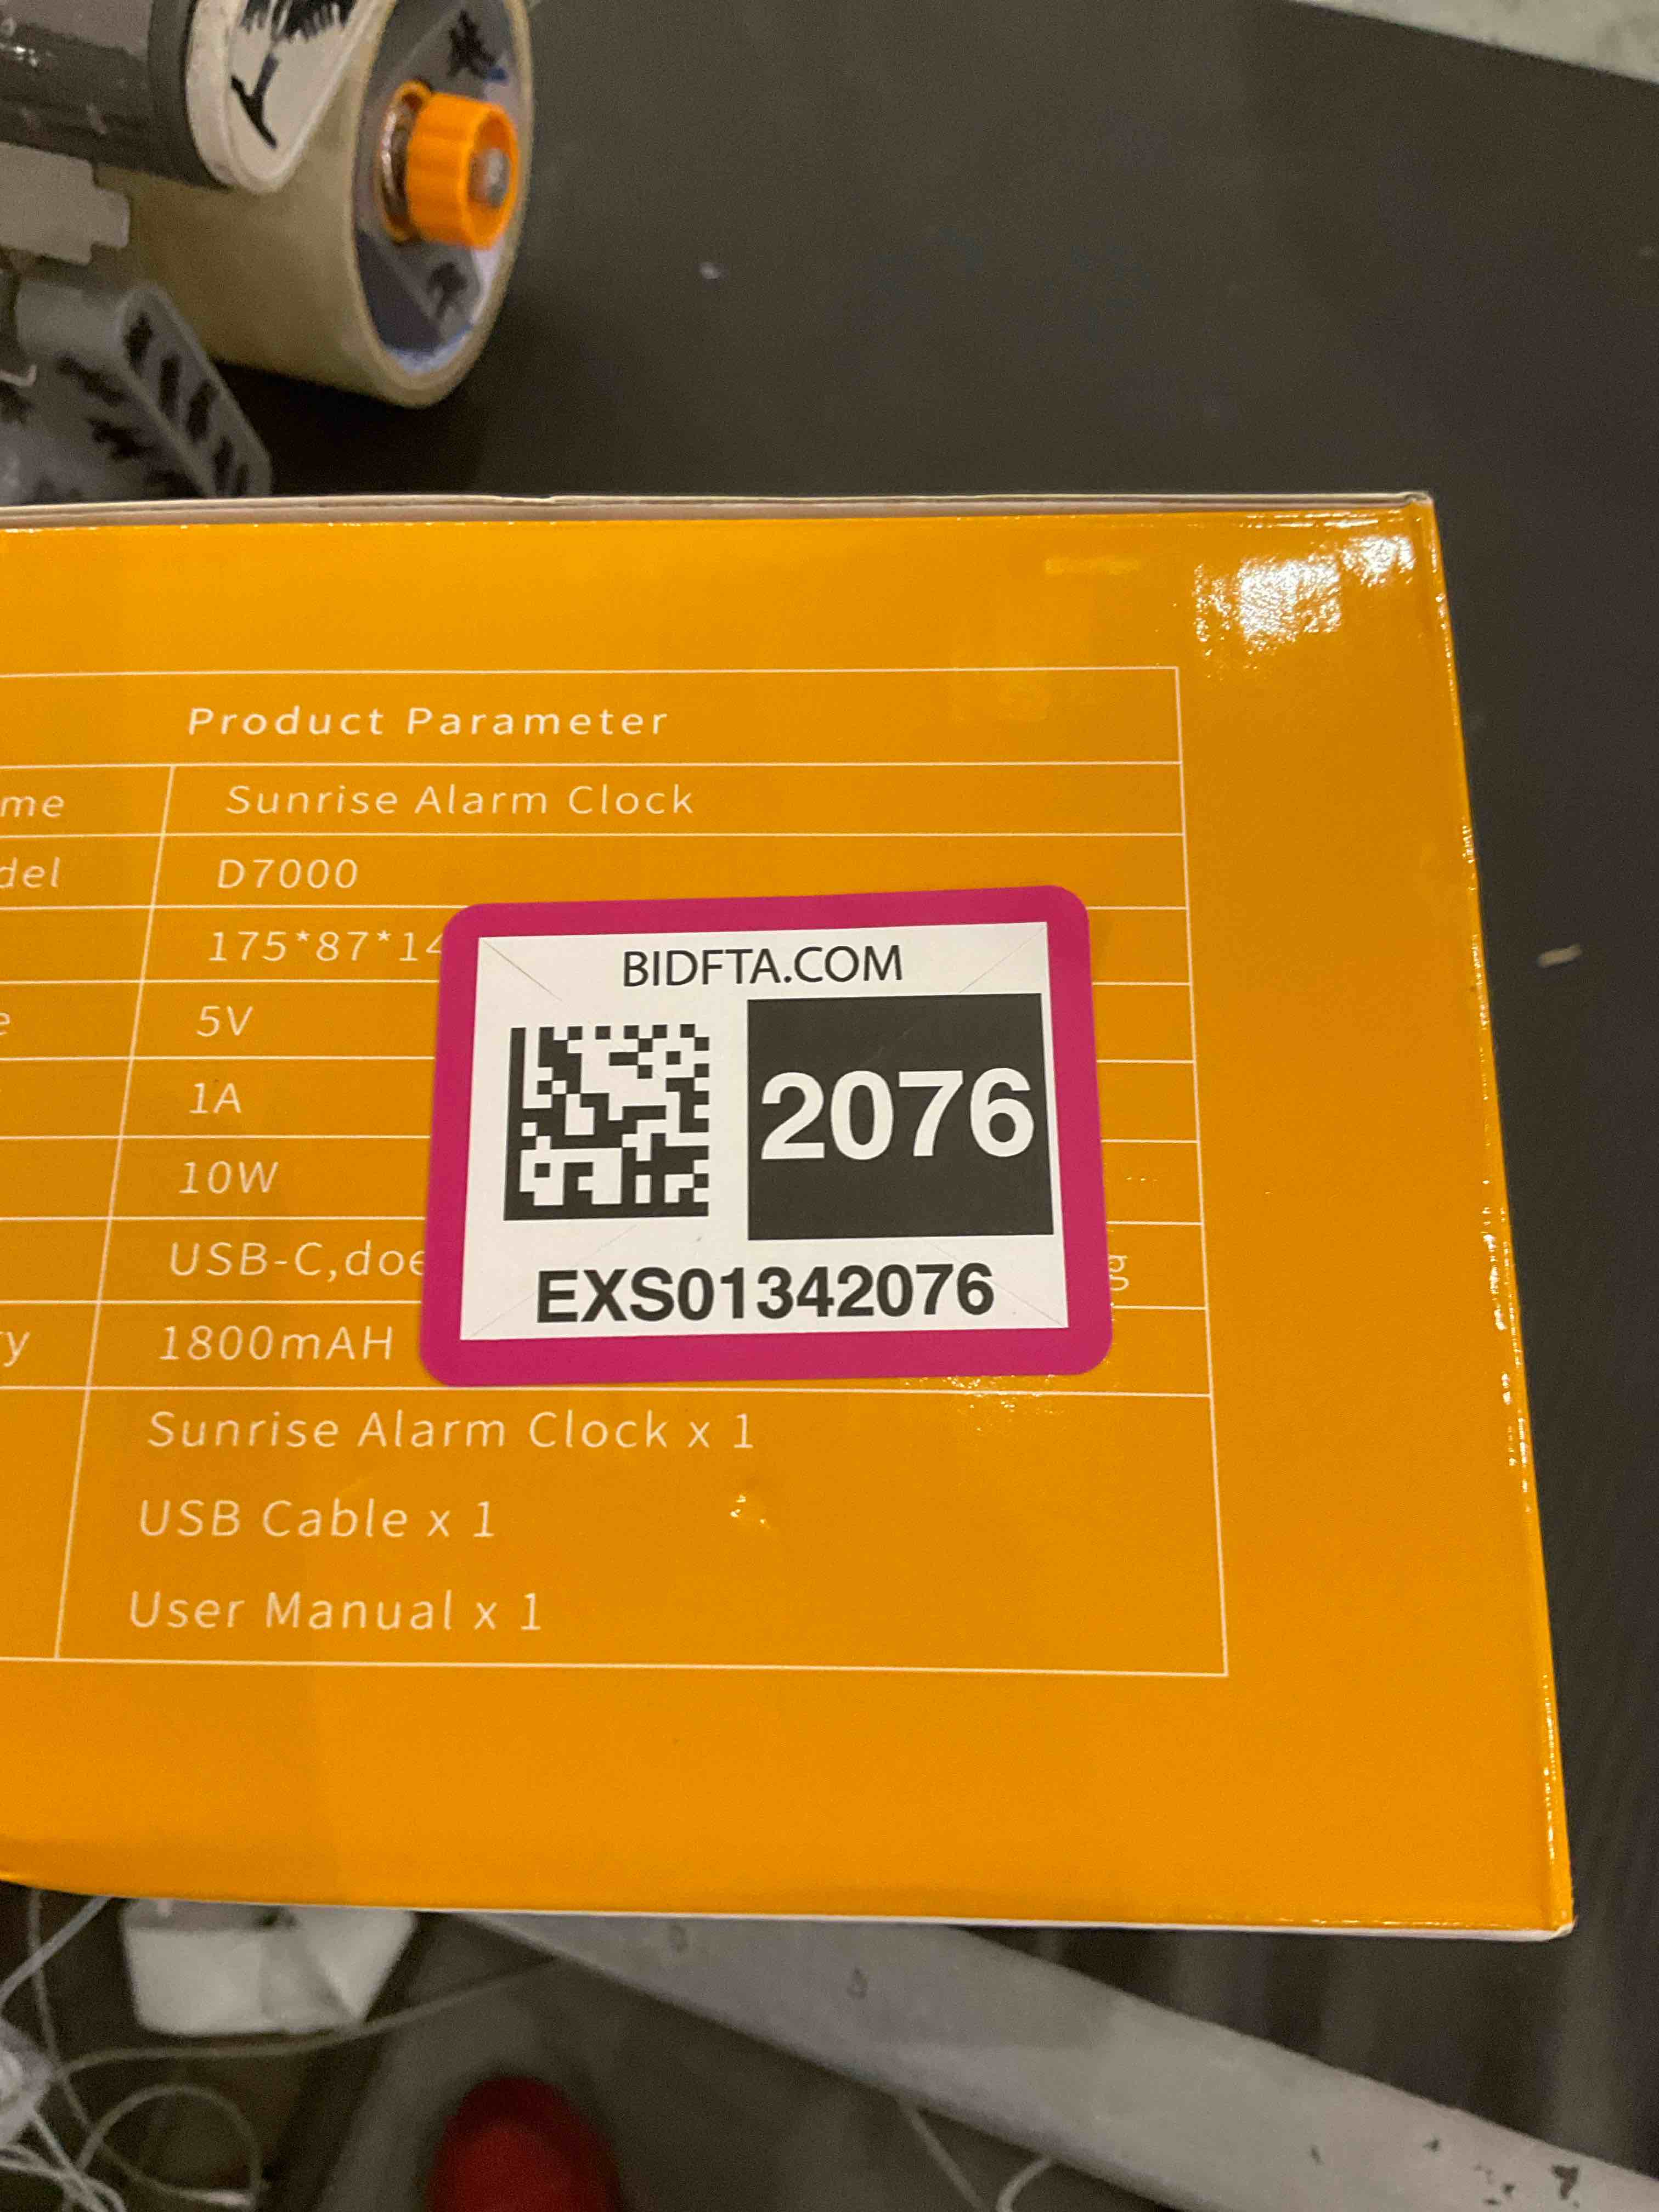 Product Parameter
me Sunrise Alarm Clock
del D7000
175*87*14
e 5V
1A
10W
USB-C,doe g
ry 1800mAH
Sunrise Alarm Clock x 1
USB Cable x 1
User Manual x 1
BIDFTA.COM
2076
EXS01342076